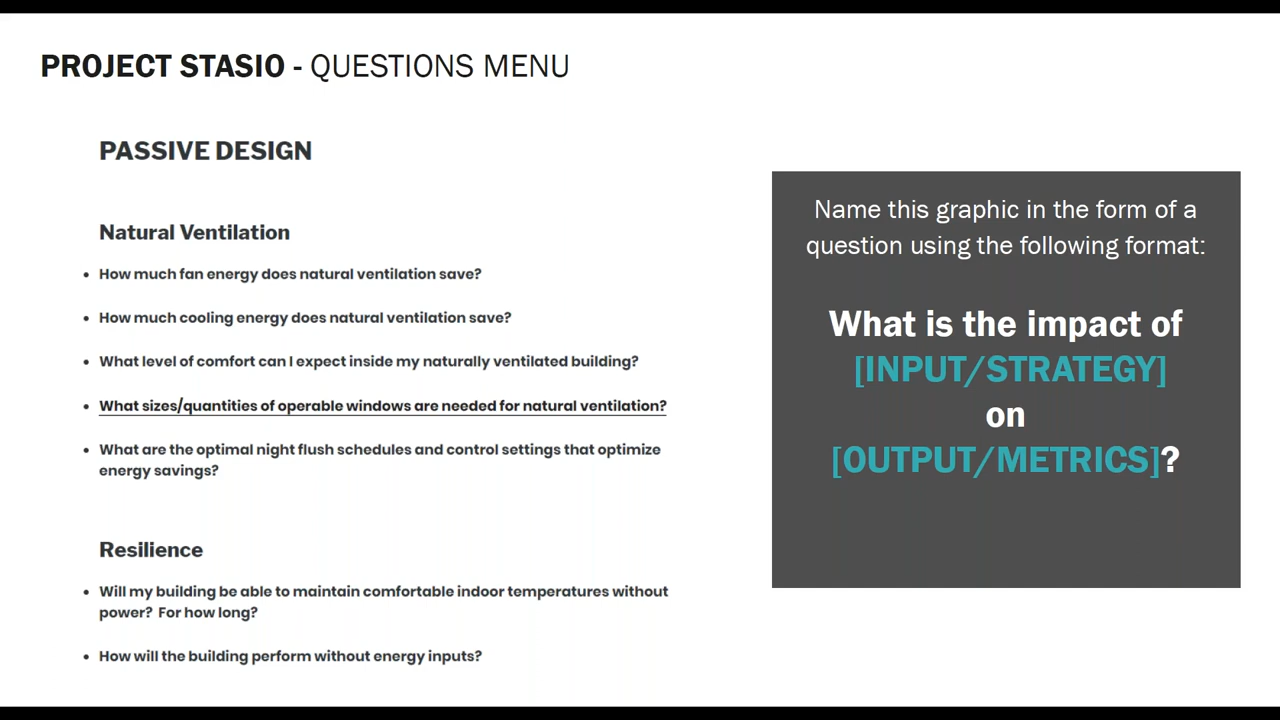 PROJECT STASIO - QUESTIONS MENU
PASSIVE DESIGN
Natural Ventilation
• How much fan energy does natural ventilation save?
• How much cooling energy does natural ventilation save?
• What level of comfort can I expect inside my naturally ventilated building?
• What sizes/quantities of operable windows are needed for natural ventilation?
• What are the optimal night flush schedules and control settings that optimize
energy savings?
Resilience
• Will my building be able to maintain comfortable indoor temperatures without
power? For how long?
• How will the building perform without energy inputs?
Name this graphic in the form of a
question using the following format:
What is the impact of
[INPUT/STRATEGY]
on
[OUTPUT/METRICS]?